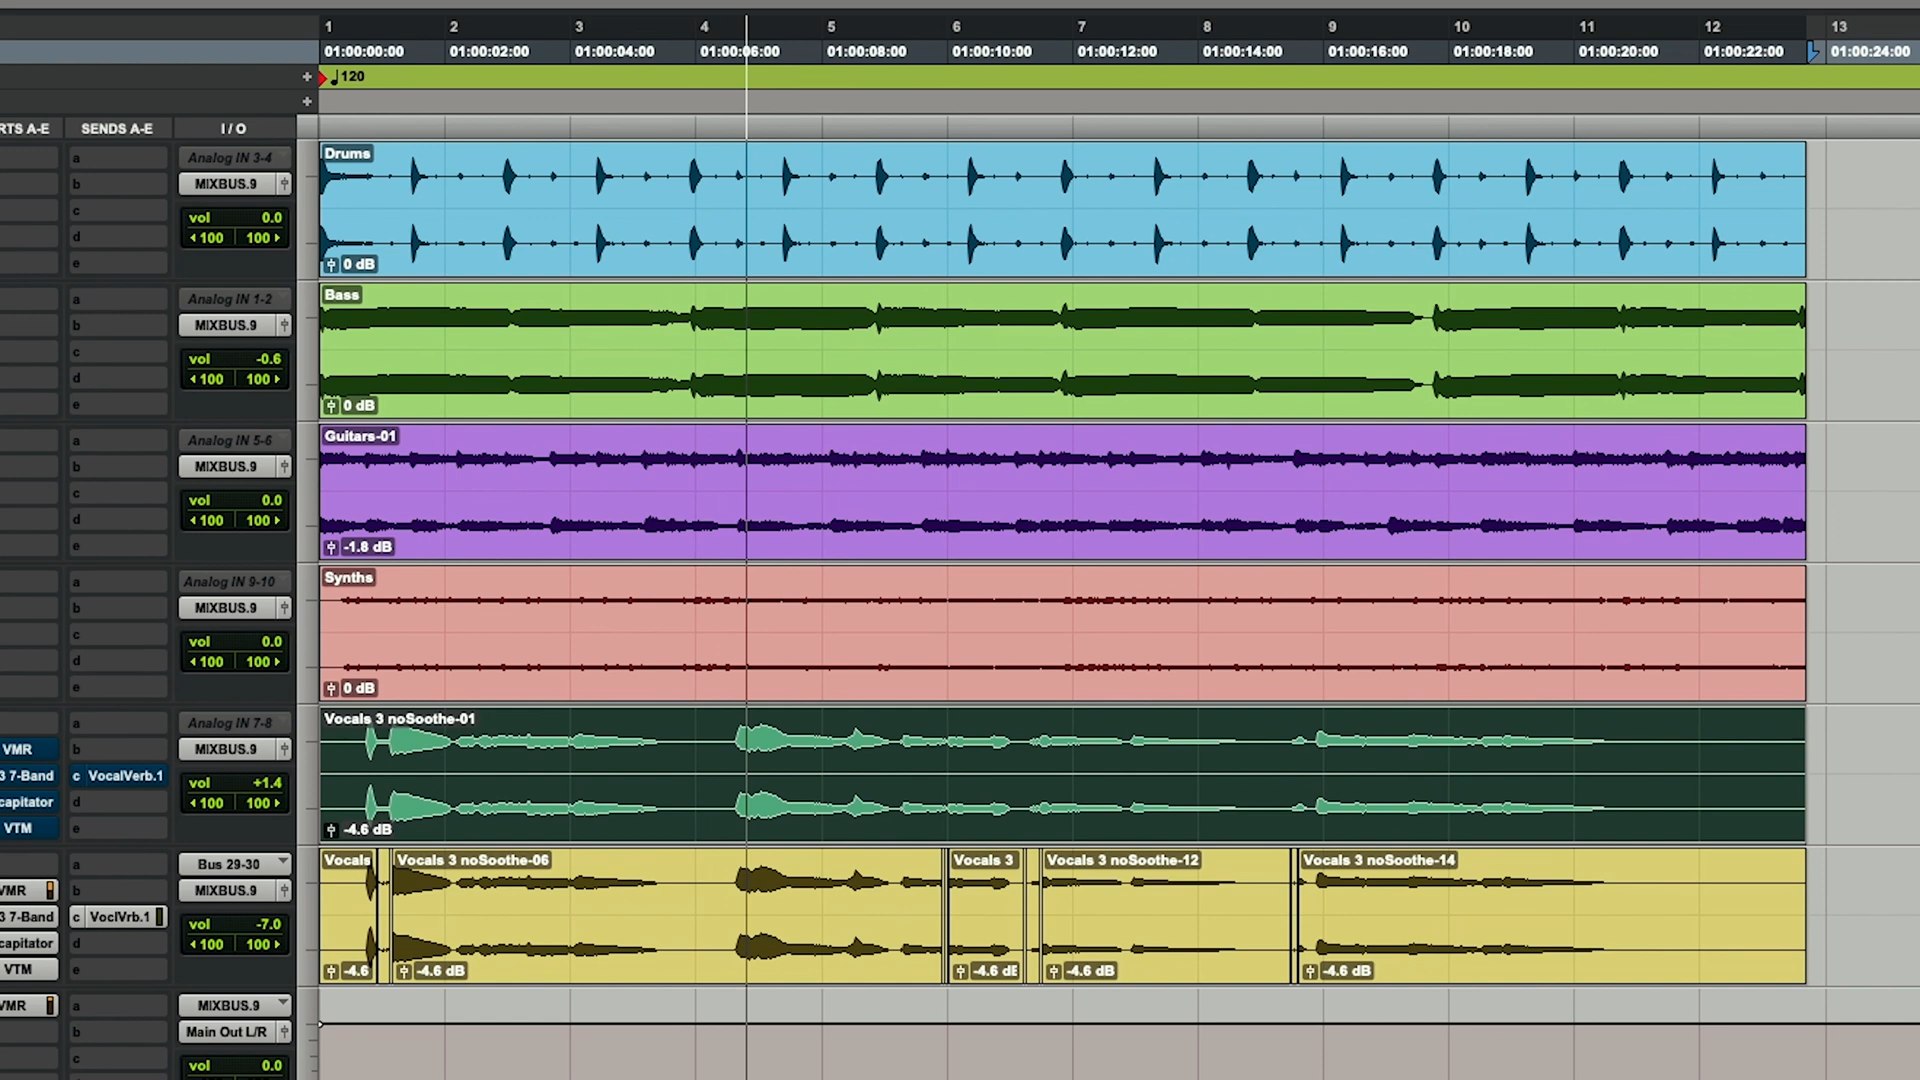 1 2 3 4 5 6 7 8 9 10 11 12 13
01:00:00:00 01:00:02:00 01:00:04:00 01:00:06:00 01:00:08:00 01:00:10:00 01:00:12:00 01:00:14:00 01:00:16:00 01:00:18:00 01:00:20:00 01:00:22:00 01:00:24:00
+ ♩120
+
RTS A-E SENDS A-E I / O
a Analog IN 3-4 Drums
b MIXBUS.9
c vol 0.0
d 100 100
e 0 dB
a Analog IN 1-2 Bass
b MIXBUS.9
c vol -0.6
d 100 100
e 0 dB
a Analog IN 5-6 Guitars-01
b MIXBUS.9
c vol 0.0
d 100 100
e -1.8 dB
a Analog IN 9-10 Synths
b MIXBUS.9
c vol 0.0
d 100 100
e 0 dB
a Analog IN 7-8 Vocals 3 noSoothe-01
VMR b MIXBUS.9
3 7-Band c VocalVerb.1 vol +1.4
capitator d 100 100
VTM e -4.6 dB
a Bus 29-30 Vocals Vocals 3 noSoothe-06 Vocals 3 Vocals 3 noSoothe-12 Vocals 3 noSoothe-14
VMR b MIXBUS.9
3 7-Band c VoclVrb.1 vol -7.0
capitator d 100 100
VTM e -4.6 -4.6 dB -4.6 dB -4.6 dB -4.6 dB
VMR a MIXBUS.9
b Main Out L/R
c vol 0.0